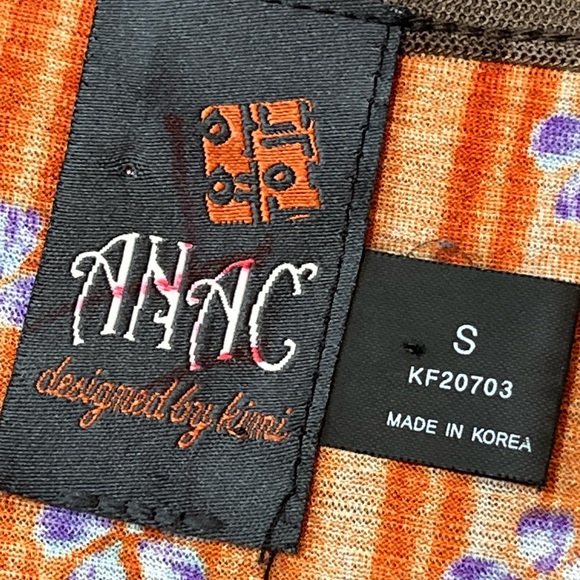 ANAC
designed by kimi
S
KF20703
MADE IN KOREA